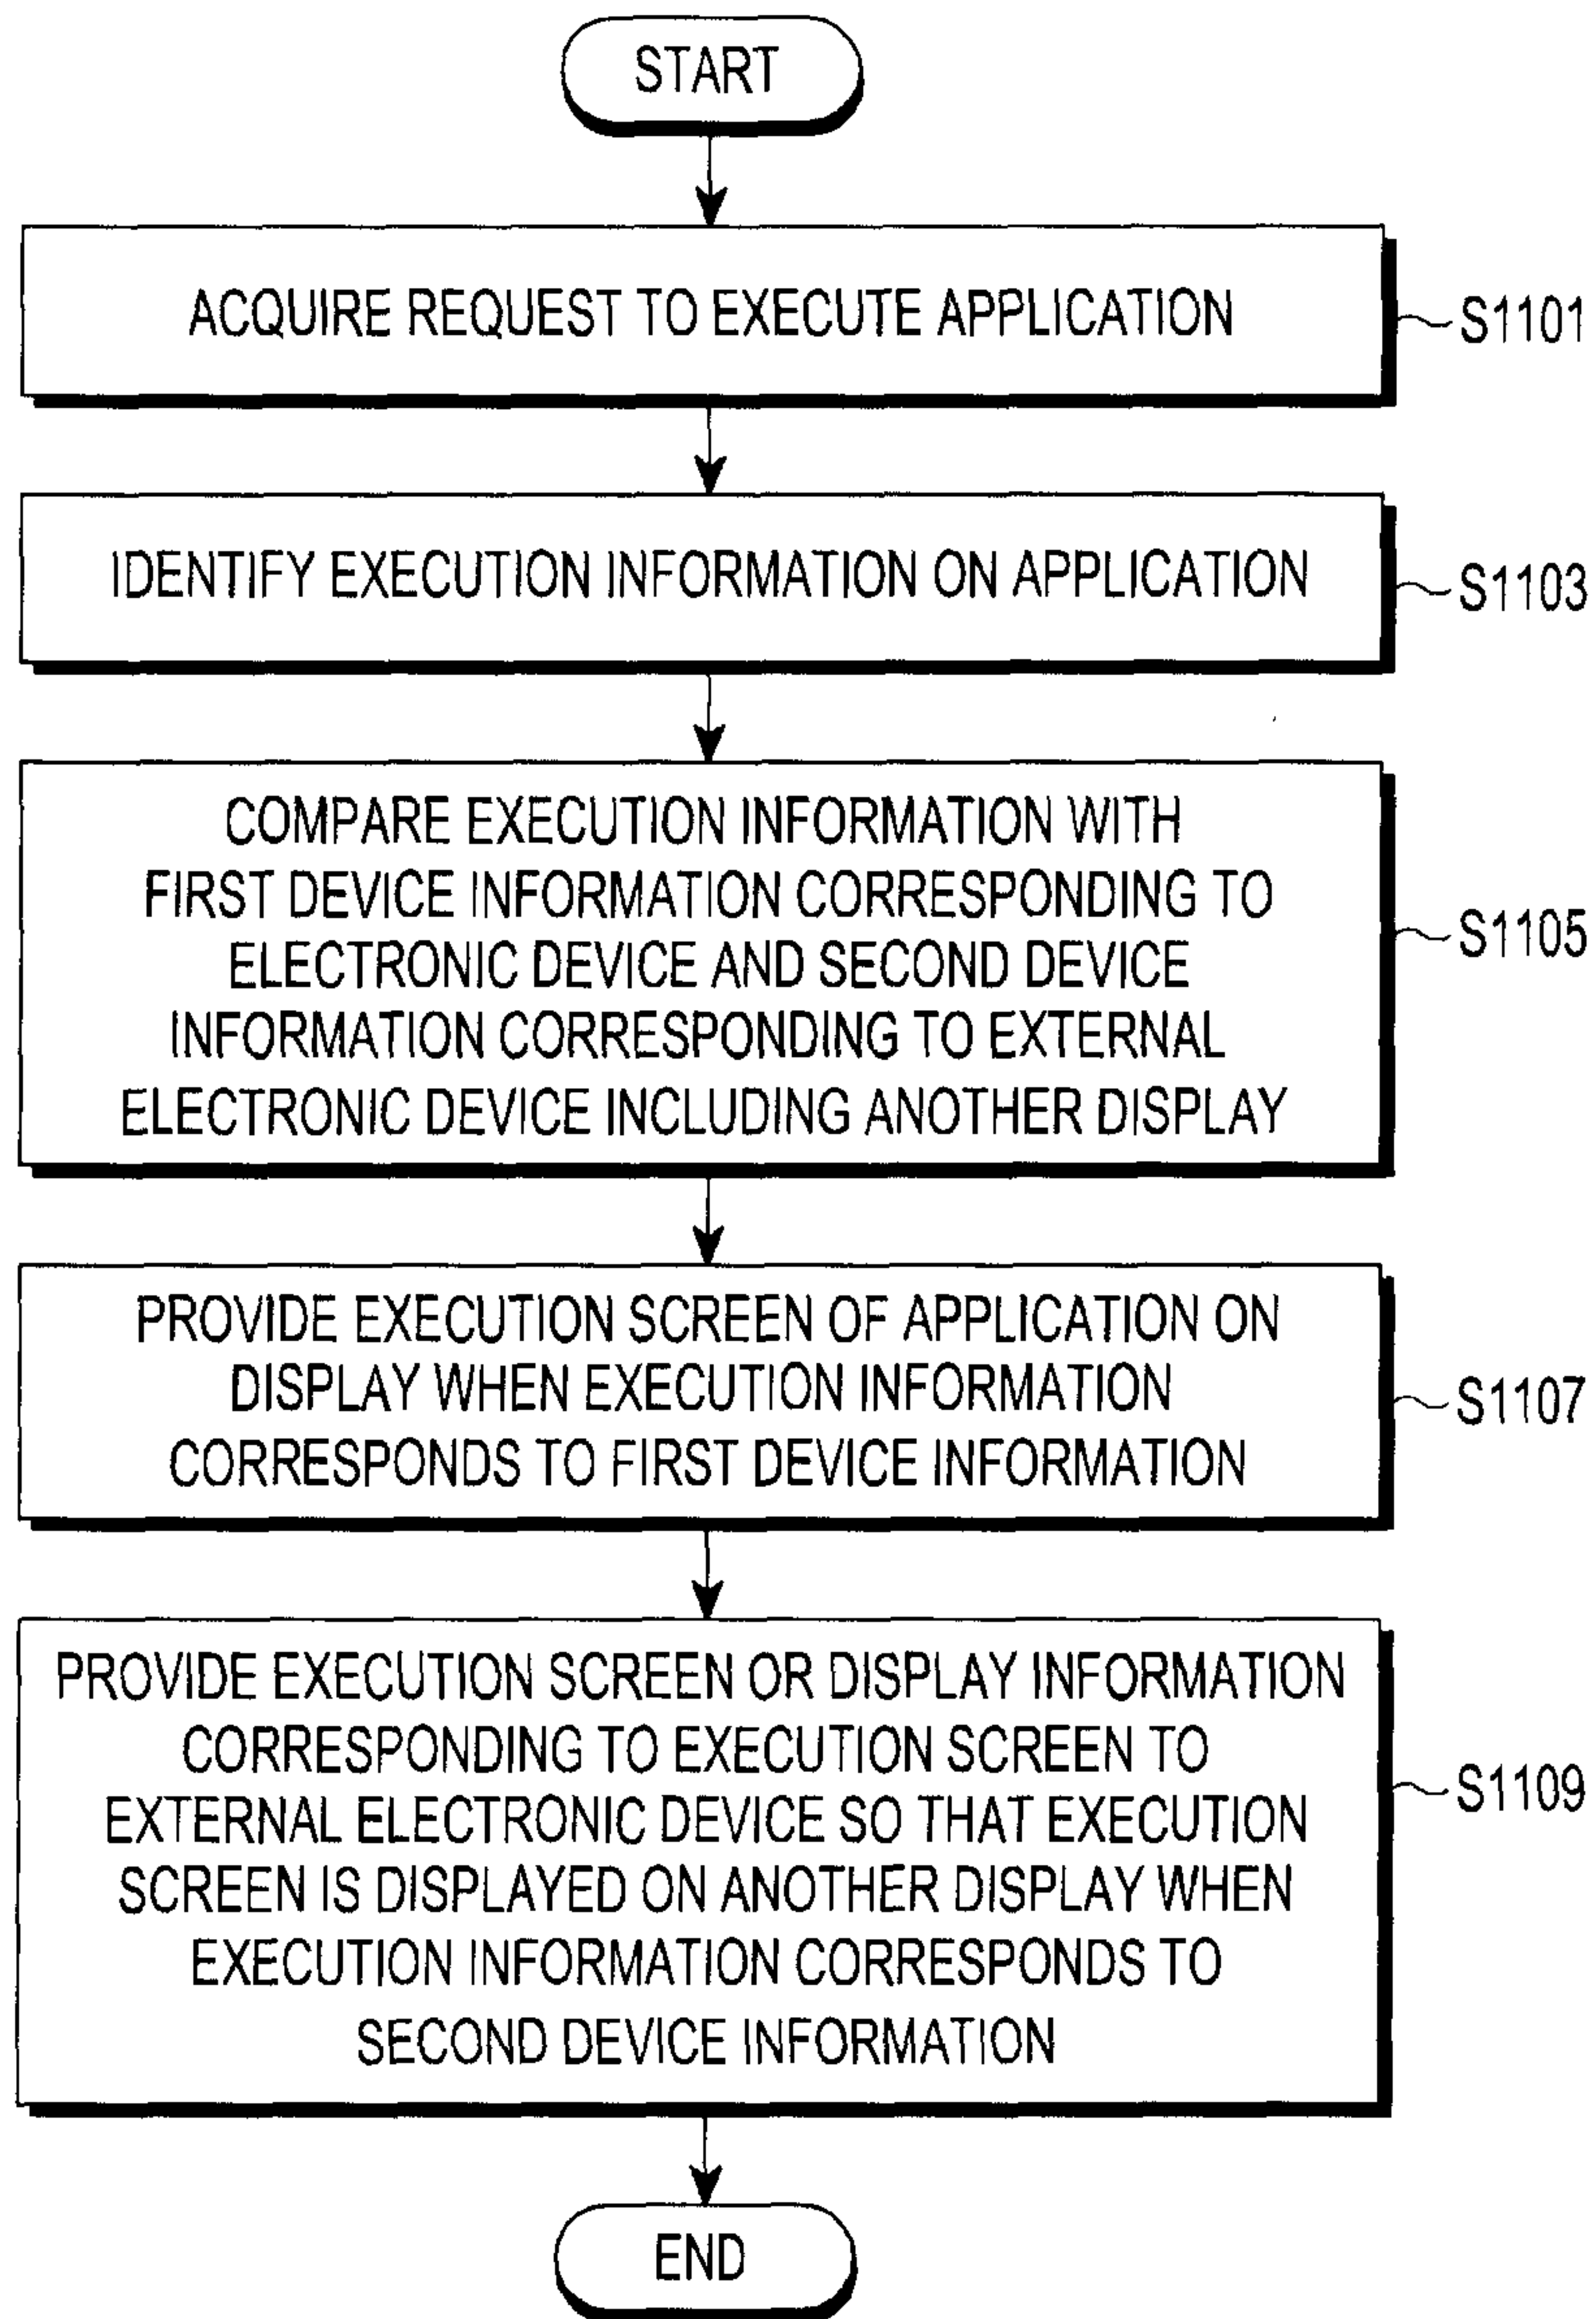 START
ACQUIRE REQUEST TO EXECUTE APPLICATION
S1101
IDENTIFY EXECUTION INFORMATION ON APPLICATION
S1103
COMPARE EXECUTION INFORMATION WITH
FIRST DEVICE INFORMATION CORRESPONDING TO
ELECTRONIC DEVICE AND SECOND DEVICE
INFORMATION CORRESPONDING TO EXTERNAL
ELECTRONIC DEVICE INCLUDING ANOTHER DISPLAY
S1105
PROVIDE EXECUTION SCREEN OF APPLICATION ON
DISPLAY WHEN EXECUTION INFORMATION
CORRESPONDS TO FIRST DEVICE INFORMATION
S1107
PROVIDE EXECUTION SCREEN OR DISPLAY INFORMATION
CORRESPONDING TO EXECUTION SCREEN TO
EXTERNAL ELECTRONIC DEVICE SO THAT EXECUTION
SCREEN IS DISPLAYED ON ANOTHER DISPLAY WHEN
EXECUTION INFORMATION CORRESPONDS TO
SECOND DEVICE INFORMATION
S1109
END